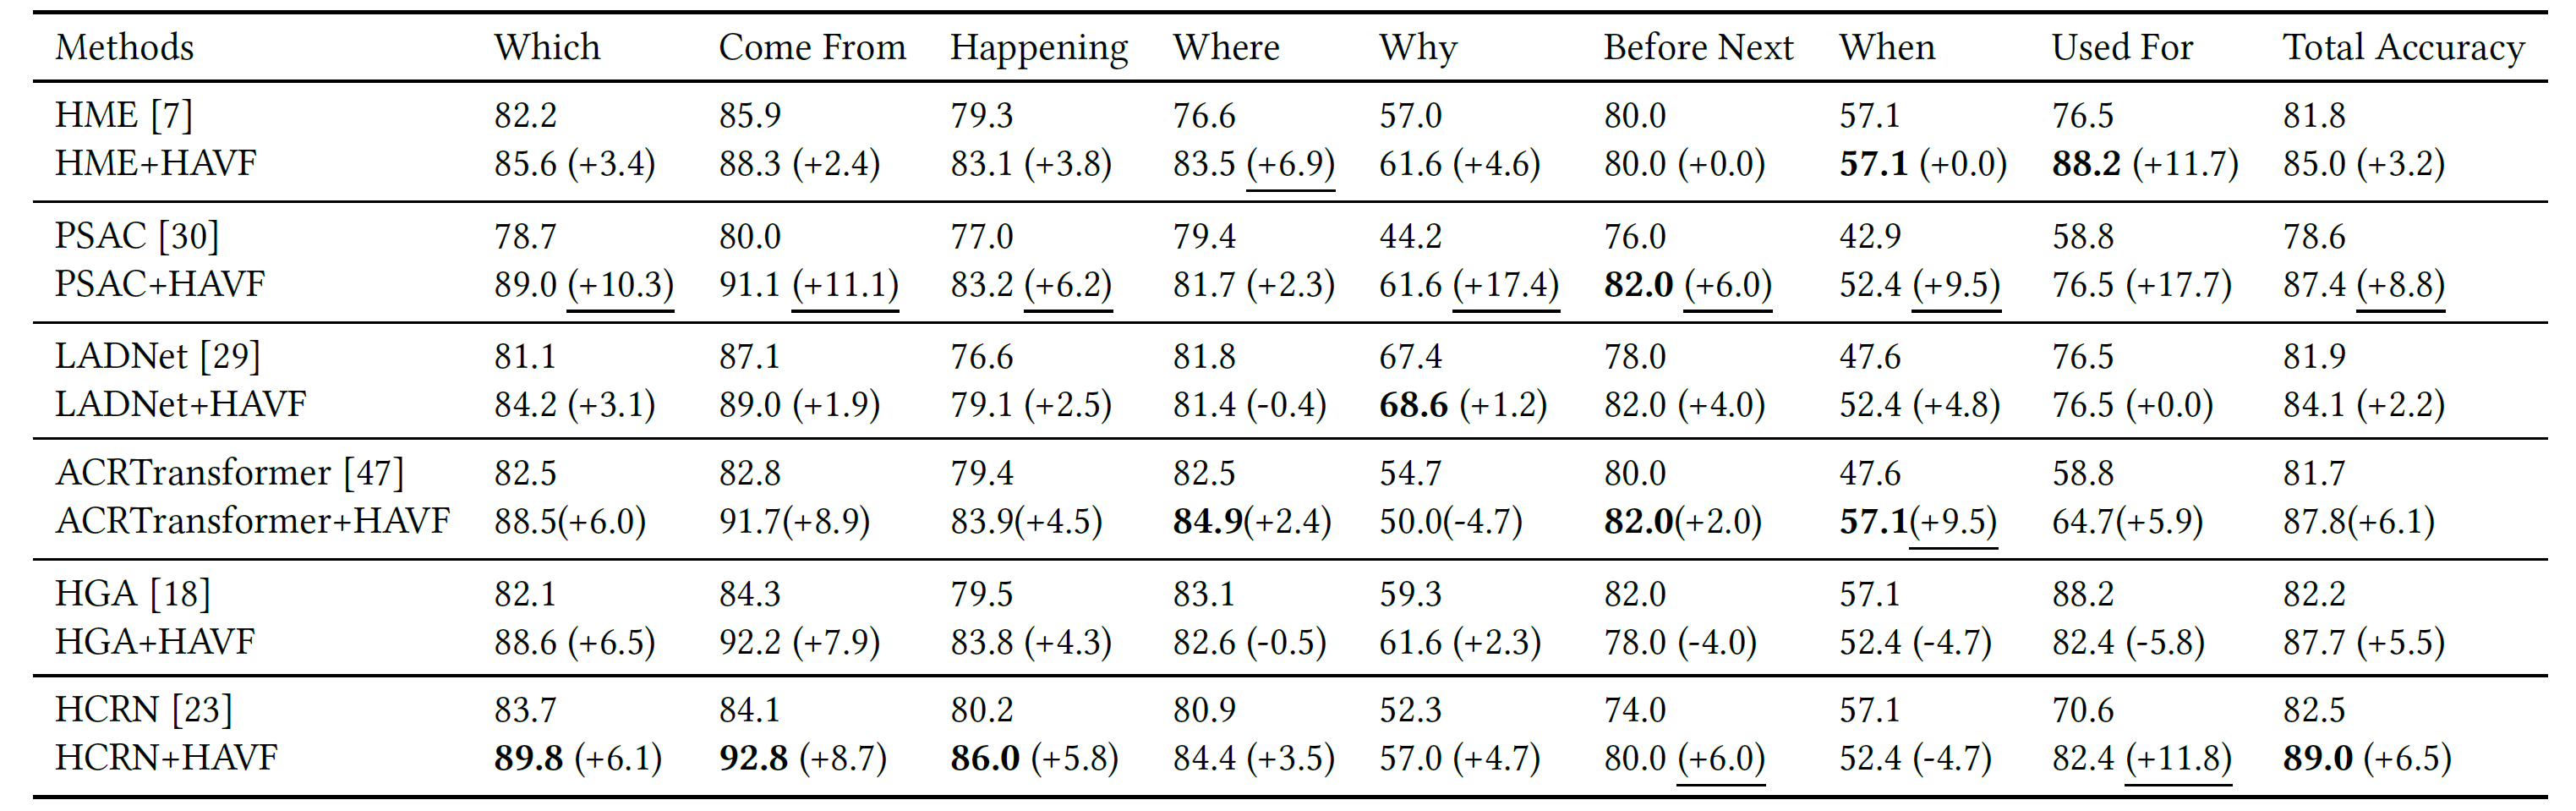 Methods Which Come From Happening Where Why Before Next When Used For Total Accuracy
HME [7] 82.2 85.9 79.3 76.6 57.0 80.0 57.1 76.5 81.8
HME+HAVF 85.6 (+3.4) 88.3 (+2.4) 83.1 (+3.8) 83.5 (+6.9) 61.6 (+4.6) 80.0 (+0.0) 57.1 (+0.0) 88.2 (+11.7) 85.0 (+3.2)
PSAC [30] 78.7 80.0 77.0 79.4 44.2 76.0 42.9 58.8 78.6
PSAC+HAVF 89.0 (+10.3) 91.1 (+11.1) 83.2 (+6.2) 81.7 (+2.3) 61.6 (+17.4) 82.0 (+6.0) 52.4 (+9.5) 76.5 (+17.7) 87.4 (+8.8)
LADNet [29] 81.1 87.1 76.6 81.8 67.4 78.0 47.6 76.5 81.9
LADNet+HAVF 84.2 (+3.1) 89.0 (+1.9) 79.1 (+2.5) 81.4 (-0.4) 68.6 (+1.2) 82.0 (+4.0) 52.4 (+4.8) 76.5 (+0.0) 84.1 (+2.2)
ACRTransformer [47] 82.5 82.8 79.4 82.5 54.7 80.0 47.6 58.8 81.7
ACRTransformer+HAVF 88.5(+6.0) 91.7(+8.9) 83.9(+4.5) 84.9(+2.4) 50.0(-4.7) 82.0(+2.0) 57.1(+9.5) 64.7(+5.9) 87.8(+6.1)
HGA [18] 82.1 84.3 79.5 83.1 59.3 82.0 57.1 88.2 82.2
HGA+HAVF 88.6 (+6.5) 92.2 (+7.9) 83.8 (+4.3) 82.6 (-0.5) 61.6 (+2.3) 78.0 (-4.0) 52.4 (-4.7) 82.4 (-5.8) 87.7 (+5.5)
HCRN [23] 83.7 84.1 80.2 80.9 52.3 74.0 57.1 70.6 82.5
HCRN+HAVF 89.8 (+6.1) 92.8 (+8.7) 86.0 (+5.8) 84.4 (+3.5) 57.0 (+4.7) 80.0 (+6.0) 52.4 (-4.7) 82.4 (+11.8) 89.0 (+6.5)